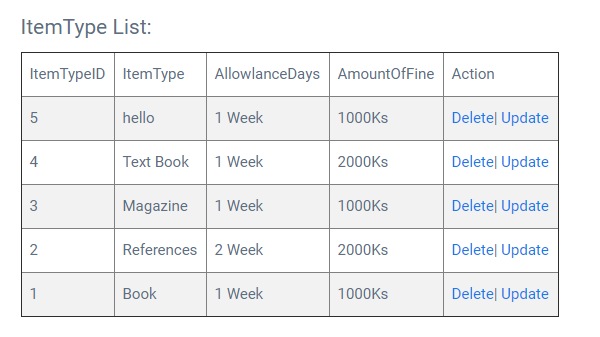 ItemType List:
ItemTypeID ItemType AllowlanceDays AmountOfFine Action
5 hello 1 Week 1000Ks Delete| Update
4 Text Book 1 Week 2000Ks Delete| Update
3 Magazine 1 Week 1000Ks Delete| Update
2 References 2 Week 2000Ks Delete| Update
1 Book 1 Week 1000Ks Delete| Update